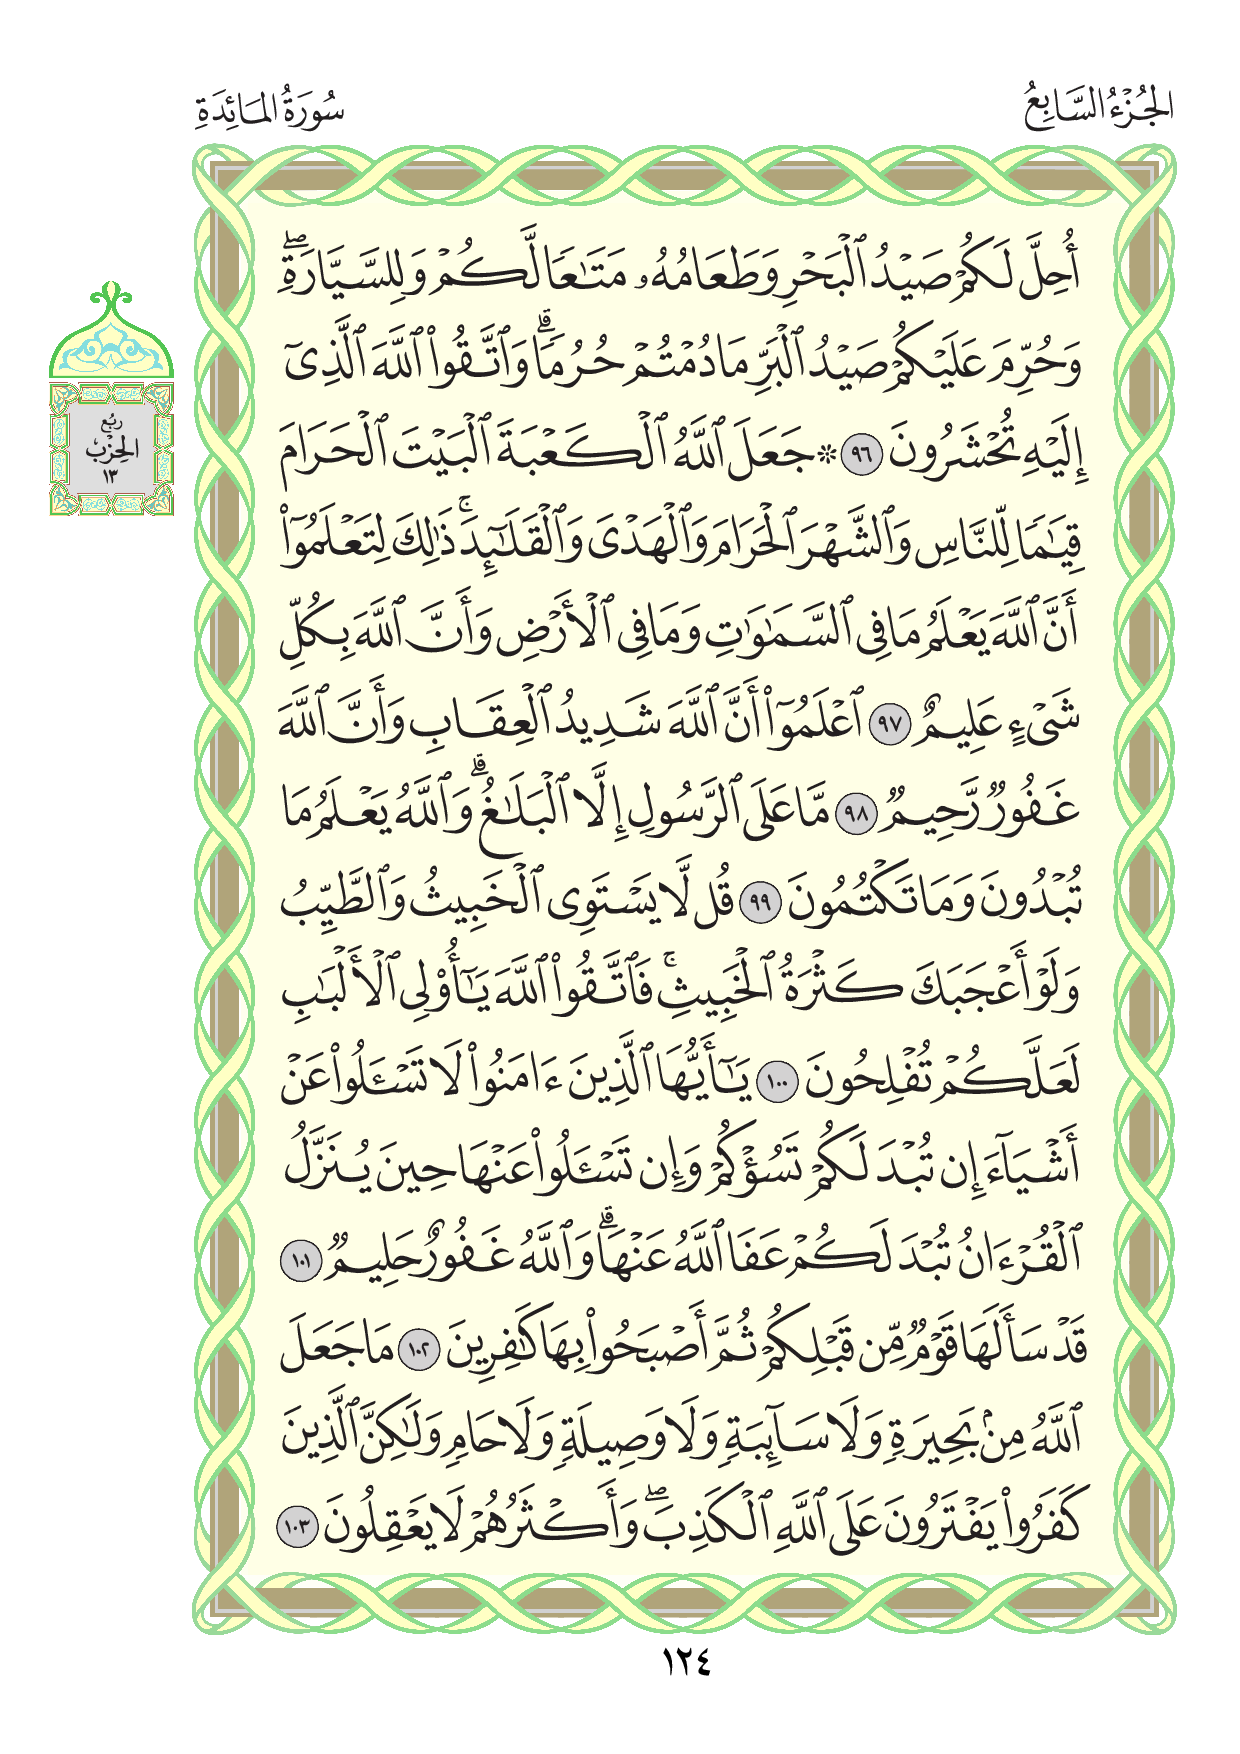 الجُزْءُ السَّابِعُ
سُورَةُ المَائِدَةِ
أُحِلَّ لَكُمْ صَيْدُ ٱلْبَحْرِ وَطَعَامُهُۥ مَتَٰعًا لَّكُمْ وَلِلسَّيَّارَةِۖ
وَحُرِّمَ عَلَيْكُمْ صَيْدُ ٱلْبَرِّ مَا دُمْتُمْ حُرُمًاۗ وَٱتَّقُوا۟ ٱللَّهَ ٱلَّذِىٓ
إِلَيْهِ تُحْشَرُونَ ٩٦ ۞ جَعَلَ ٱللَّهُ ٱلْكَعْبَةَ ٱلْبَيْتَ ٱلْحَرَامَ
قِيَٰمًا لِّلنَّاسِ وَٱلشَّهْرَ ٱلْحَرَامَ وَٱلْهَدْىَ وَٱلْقَلَٰٓئِدَۚ ذَٰلِكَ لِتَعْلَمُوٓا۟
أَنَّ ٱللَّهَ يَعْلَمُ مَا فِى ٱلسَّمَٰوَٰتِ وَمَا فِى ٱلْأَرْضِ وَأَنَّ ٱللَّهَ بِكُلِّ
شَىْءٍ عَلِيمٌ ٩٧ ٱعْلَمُوٓا۟ أَنَّ ٱللَّهَ شَدِيدُ ٱلْعِقَابِ وَأَنَّ ٱللَّهَ
غَفُورٌ رَّحِيمٌ ٩٨ مَّا عَلَى ٱلرَّسُولِ إِلَّا ٱلْبَلَٰغُۗ وَٱللَّهُ يَعْلَمُ مَا
تُبْدُونَ وَمَا تَكْتُمُونَ ٩٩ قُل لَّا يَسْتَوِى ٱلْخَبِيثُ وَٱلطَّيِّبُ
وَلَوْ أَعْجَبَكَ كَثْرَةُ ٱلْخَبِيثِۚ فَٱتَّقُوا۟ ٱللَّهَ يَٰٓأُو۟لِى ٱلْأَلْبَٰبِ
لَعَلَّكُمْ تُفْلِحُونَ ١٠٠ يَٰٓأَيُّهَا ٱلَّذِينَ ءَامَنُوا۟ لَا تَسْـَٔلُوا۟ عَنْ
أَشْيَآءَ إِن تُبْدَ لَكُمْ تَسُؤْكُمْ وَإِن تَسْـَٔلُوا۟ عَنْهَا حِينَ يُنَزَّلُ
ٱلْقُرْءَانُ تُبْدَ لَكُمْ عَفَا ٱللَّهُ عَنْهَاۗ وَٱللَّهُ غَفُورٌ حَلِيمٌ ١٠١
قَدْ سَأَلَهَا قَوْمٌ مِّن قَبْلِكُمْ ثُمَّ أَصْبَحُوا۟ بِهَا كَٰفِرِينَ ١٠٢ مَا جَعَلَ
ٱللَّهُ مِنۢ بَحِيرَةٍ وَلَا سَآئِبَةٍ وَلَا وَصِيلَةٍ وَلَا حَامٍ وَلَٰكِنَّ ٱلَّذِينَ
كَفَرُوا۟ يَفْتَرُونَ عَلَى ٱللَّهِ ٱلْكَذِبَۖ وَأَكْثَرُهُمْ لَا يَعْقِلُونَ ١٠٣
رُبُع
الحِزْب
١٣
١٢٤